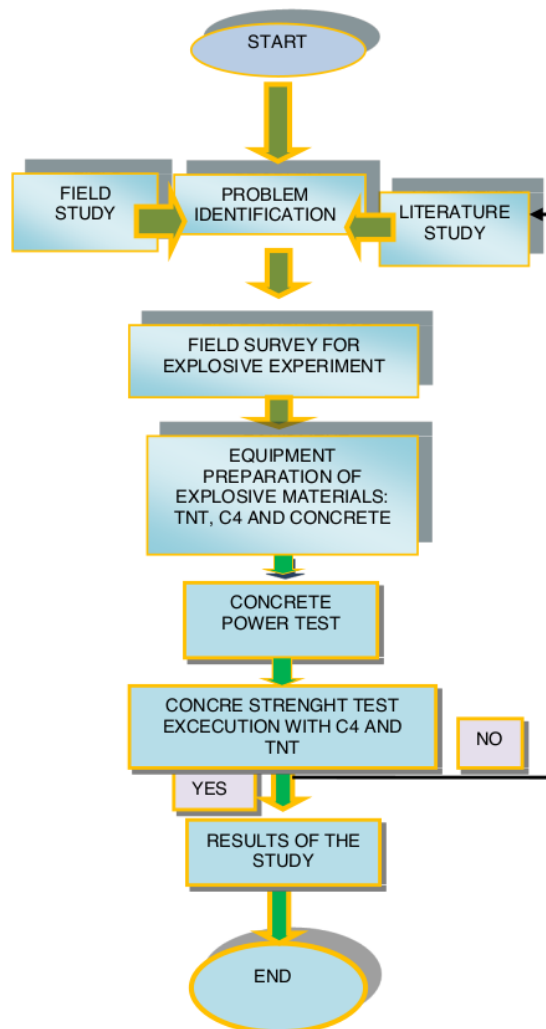 START
FIELD
STUDY
PROBLEM
IDENTIFICATION
LITERATURE
STUDY
FIELD SURVEY FOR
EXPLOSIVE EXPERIMENT
EQUIPMENT
PREPARATION OF
EXPLOSIVE MATERIALS:
TNT, C4 AND CONCRETE
CONCRETE
POWER TEST
CONCRE STRENGHT TEST
EXCECUTION WITH C4 AND
TNT
NO
YES
RESULTS OF THE
STUDY
END